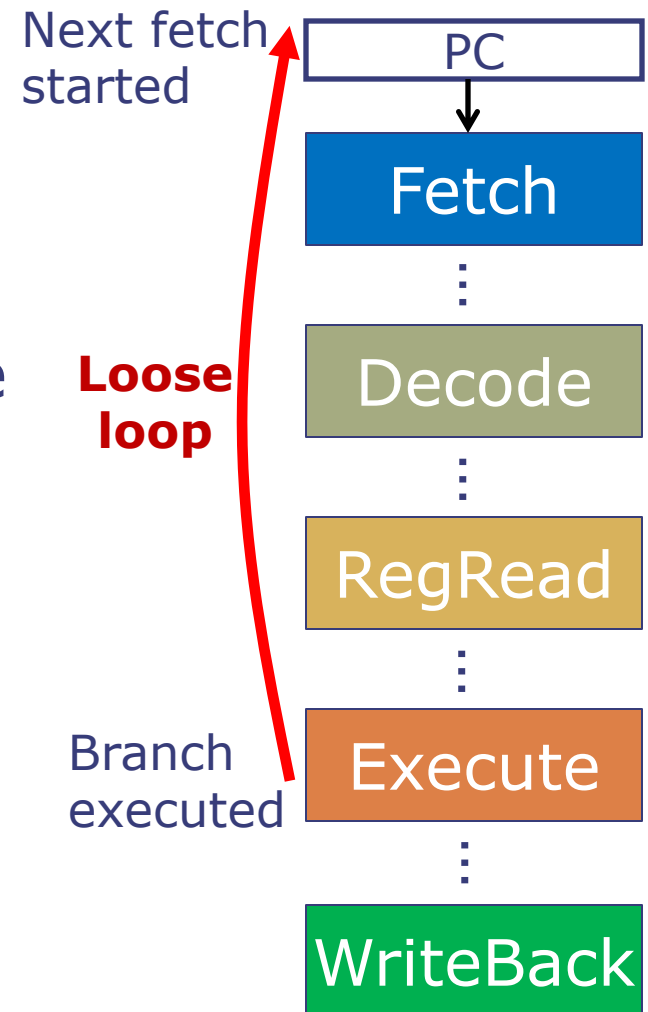 Next fetch
started
PC
Fetch
Decode
e
Loose
loop
RegRead
Branch
executed
Execute
WriteBack